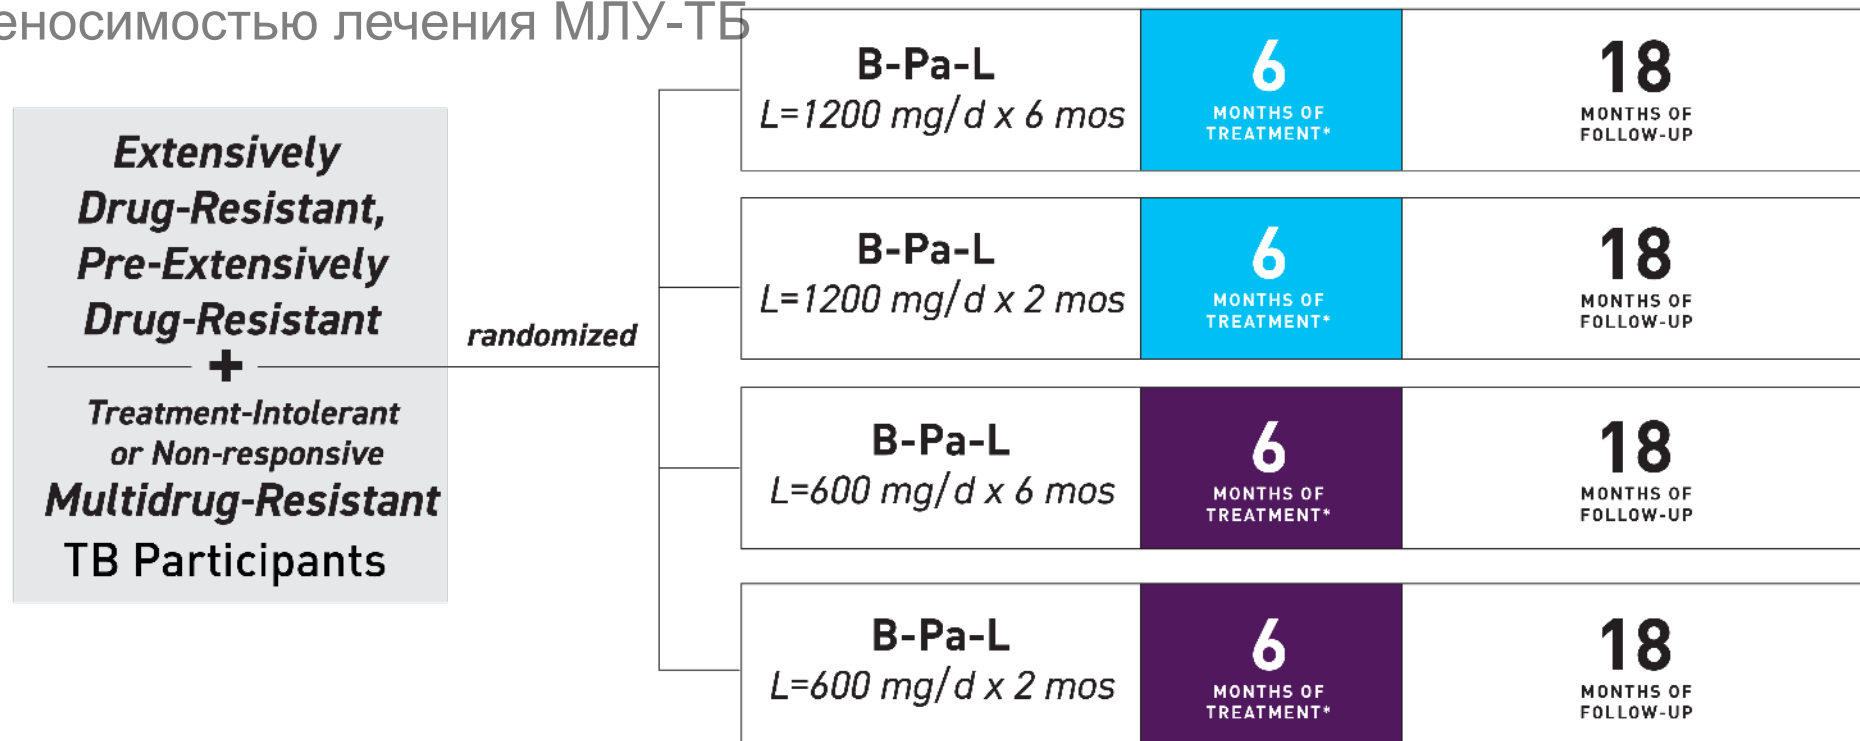 лечения МЛУ-ТБ
Extensively
Drug-Resistant,
Pre-Extensively
Drug-Resistant
+
Treatment-Intolerant
or Non-responsive
Multidrug-Resistant
TB Participants
randomized
B-Pa-L
L=1200 mg/d x 6 mos
6
MONTHS OF
TREATMENT*
18
MONTHS OF
FOLLOW-UP
B-Pa-L
L=1200 mg/d x 2 mos
6
MONTHS OF
TREATMENT*
18
MONTHS OF
FOLLOW-UP
B-Pa-L
L=600 mg/d x 6 mos
6
MONTHS OF
TREATMENT*
18
MONTHS OF
FOLLOW-UP
B-Pa-L
L=600 mg/d x 2 mos
6
MONTHS OF
TREATMENT*
18
MONTHS OF
FOLLOW-UP